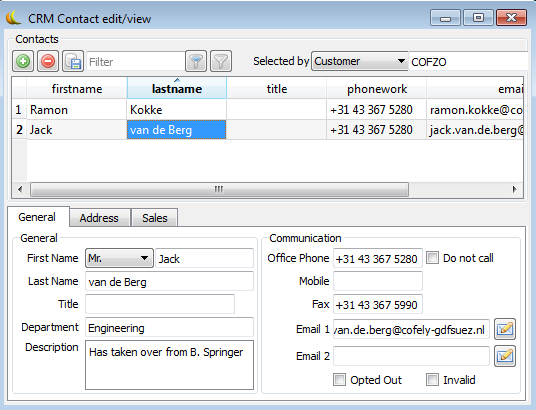 CRM Contact edit/view
Contacts
Filter
Selected by Customer COFZO
firstname lastname title phonework emai
1 Ramon Kokke +31 43 367 5280 ramon.kokke@co
2 Jack van de Berg +31 43 367 5280 jack.van.de.berg@
General Address Sales
General
First Name Mr. Jack
Last Name van de Berg
Title
Department Engineering
Description Has taken over from B. Springer
Communication
Office Phone +31 43 367 5280 Do not call
Mobile
Fax +31 43 367 5990
Email 1 van.de.berg@cofely-gdfsuez.nl
Email 2
Opted Out Invalid